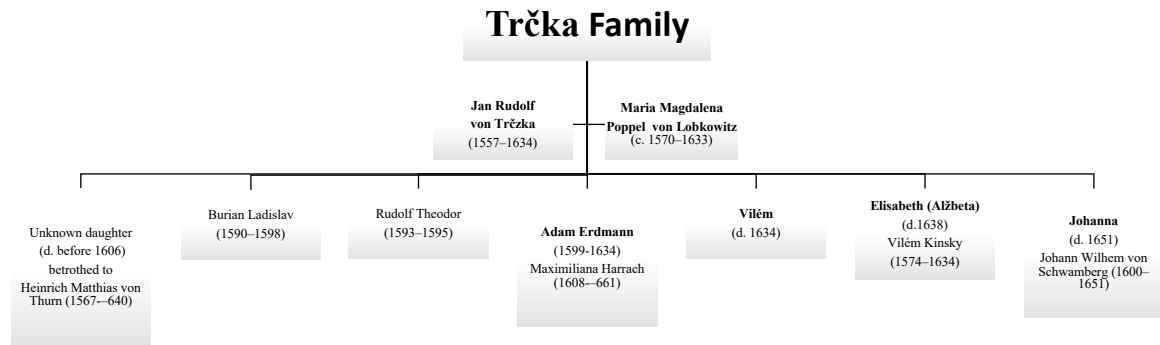 Trčka Family
Jan Rudolf
von Trčzka
(1557–1634)
Maria Magdalena
Poppel von Lobkowitz
(c. 1570–1633)
Unknown daughter
(d. before 1606)
betrothed to
Heinrich Matthias von
Thurn (1567-–640)
Burian Ladislav
(1590–1598)
Rudolf Theodor
(1593–1595)
Adam Erdmann
(1599-1634)
Maximiliana Harrach
(1608-–661)
Vilém
(d. 1634)
Elisabeth (Alžbeta)
(d.1638)
Vilém Kinsky
(1574–1634)
Johanna
(d. 1651)
Johann Wilhem von
Schwamberg (1600–
1651)